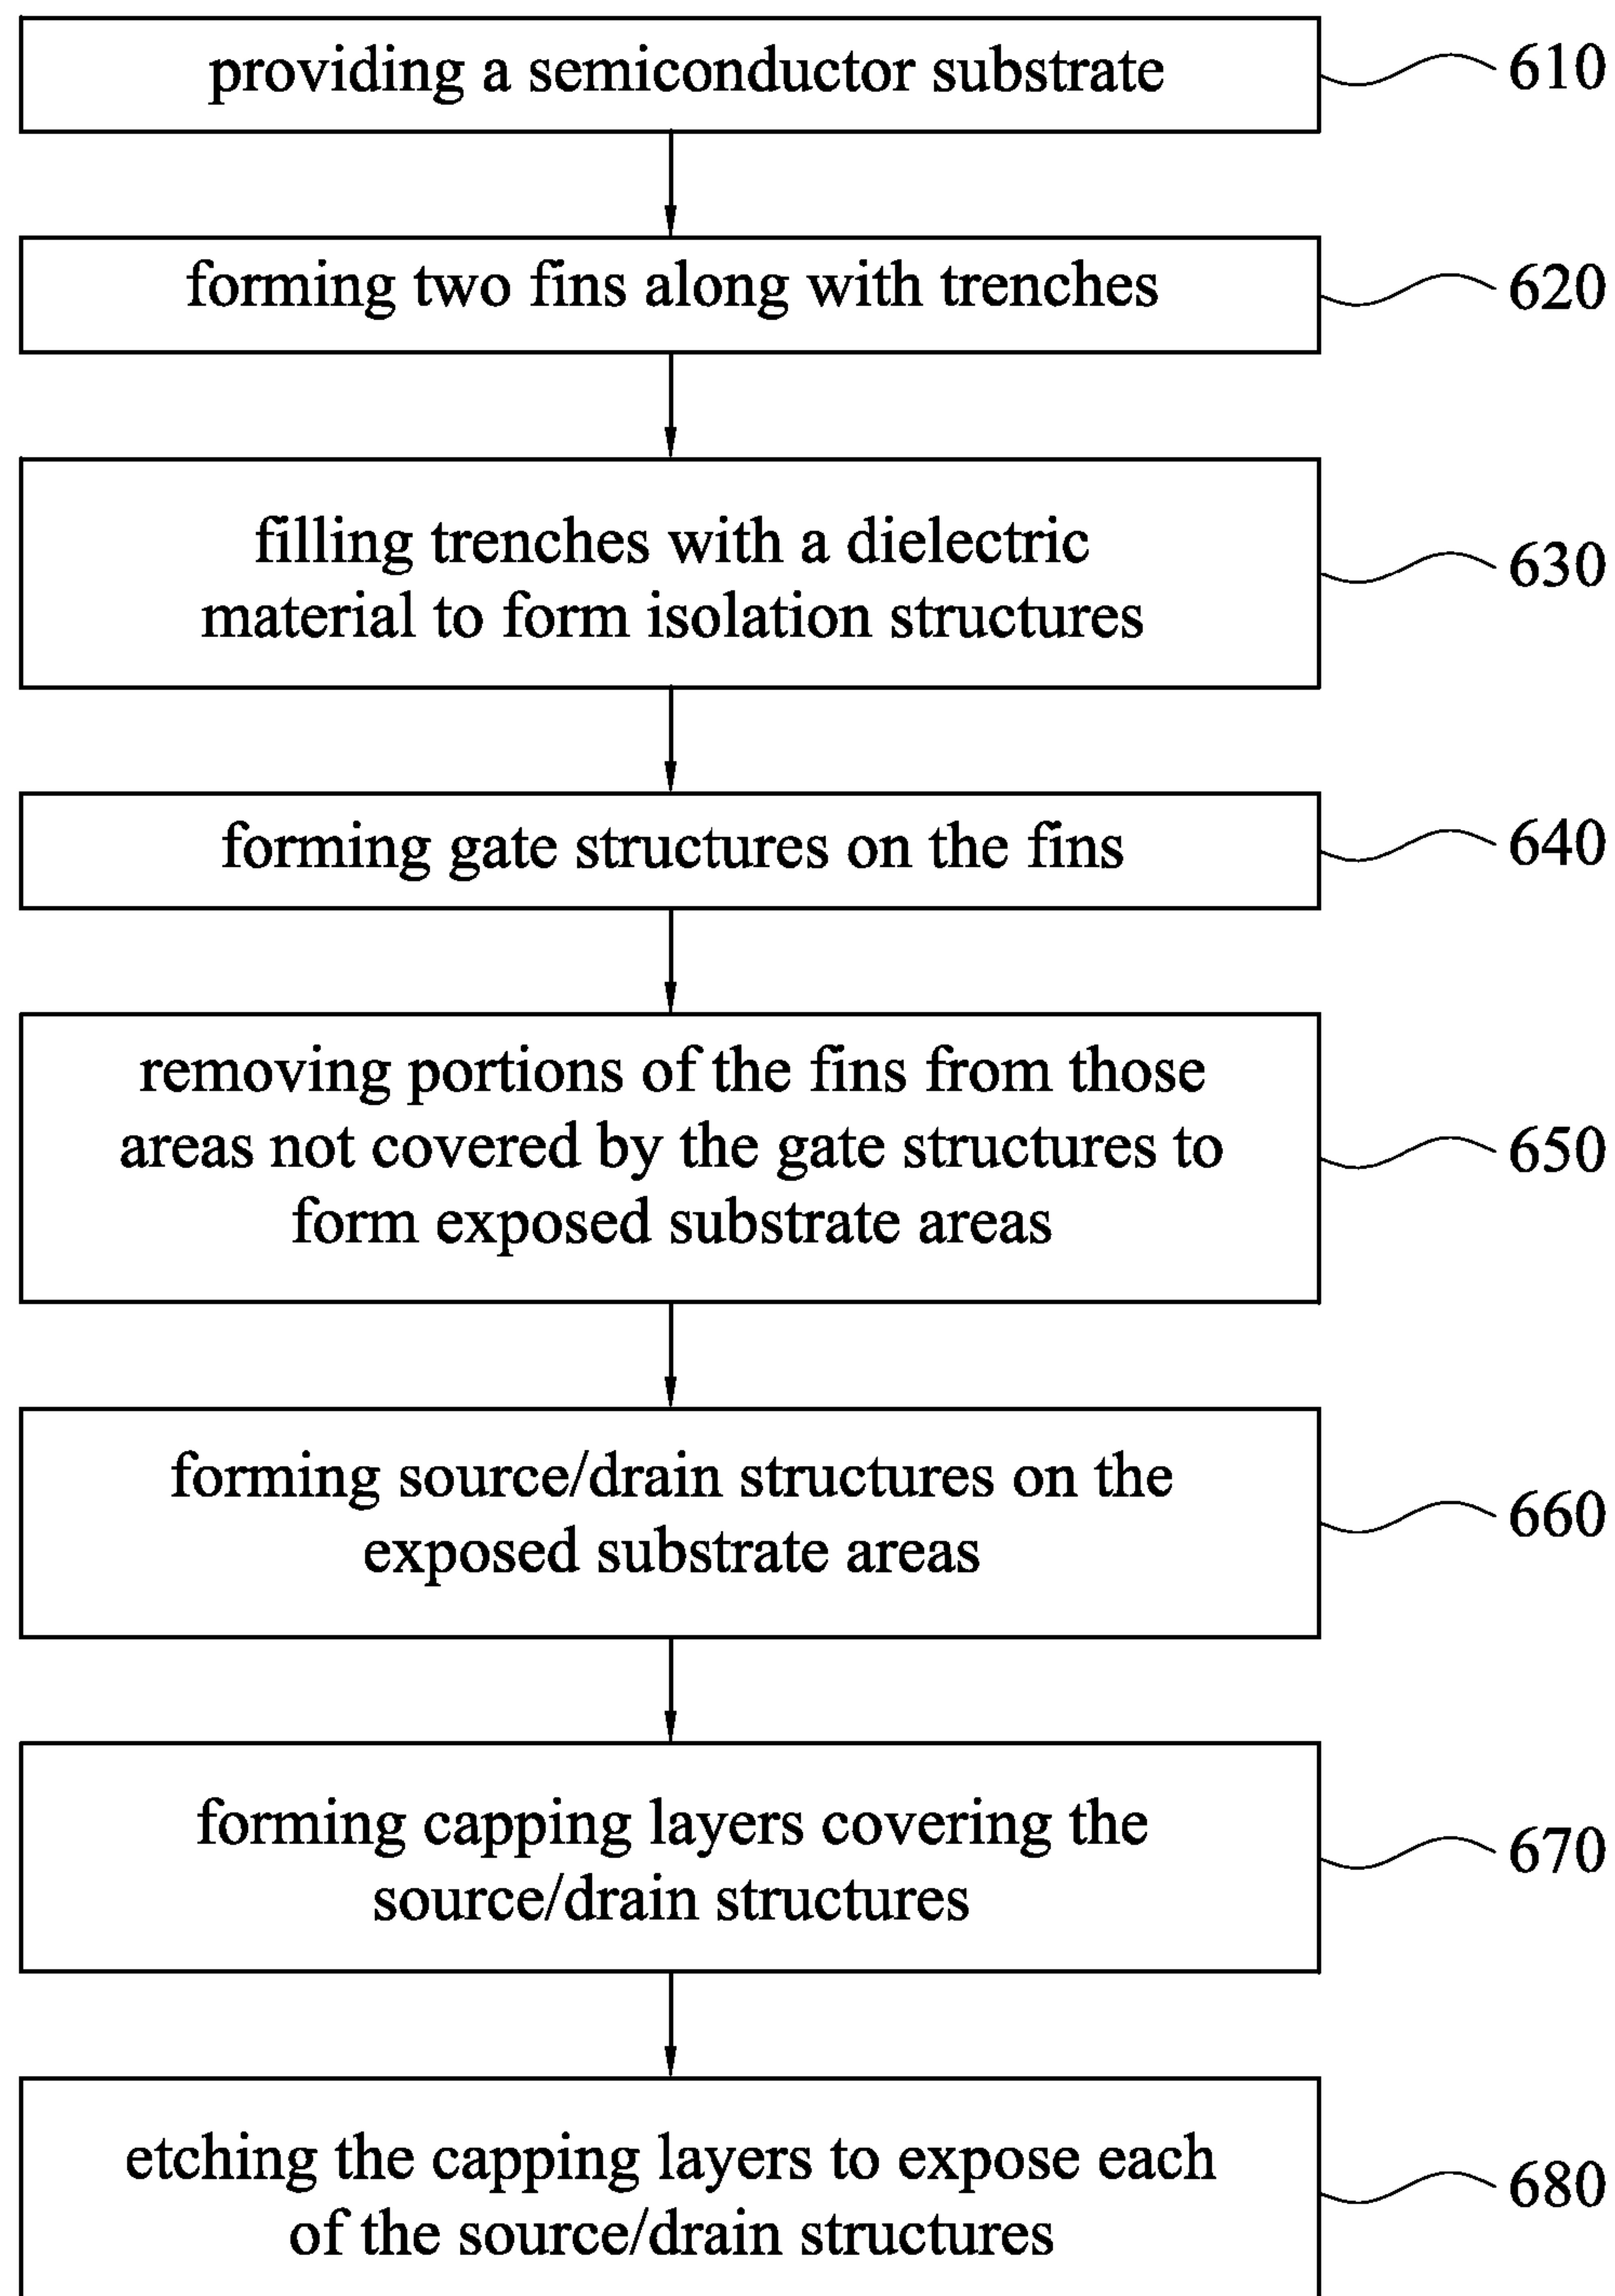 providing a semiconductor substrate
610
forming two fins along with trenches
620
filling trenches with a dielectric
material to form isolation structures
630
forming gate structures on the fins
640
removing portions of the fins from those
areas not covered by the gate structures to
form exposed substrate areas
650
forming source/drain structures on the
exposed substrate areas
660
forming capping layers covering the
source/drain structures
670
etching the capping layers to expose each
of the source/drain structures
680